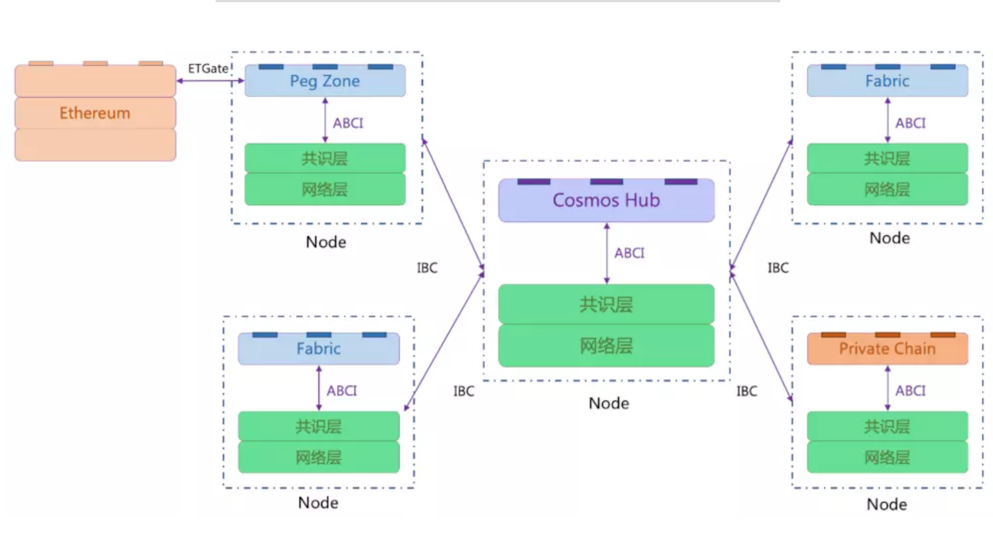 ETGate
Ethereum
Peg Zone
ABCI
共识层
网络层
Node
Fabric
ABCI
共识层
网络层
Node
Cosmos Hub
ABCI
共识层
网络层
Node
IBC
IBC
IBC
IBC
Fabric
ABCI
共识层
网络层
Node
Private Chain
ABCI
共识层
网络层
Node